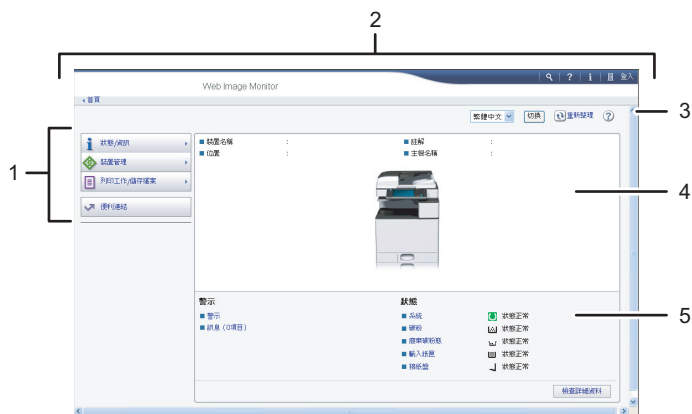 2
Web Image Monitor
? | i | 登入
首頁
繁體中文 切換 重新整理 ?
3
1
狀態/資訊
裝置管理
列印工作/儲存檔案
便利連結
裝置名稱 : 註解 :
位置 : 主機名稱 :
4
警示 狀態
警示 系統 狀態正常
訊息 (0項目) 碳粉 狀態正常
5
廢棄碳粉瓶 狀態正常
輸入紙匣 狀態正常
接紙盤 狀態正常
檢查詳細資料